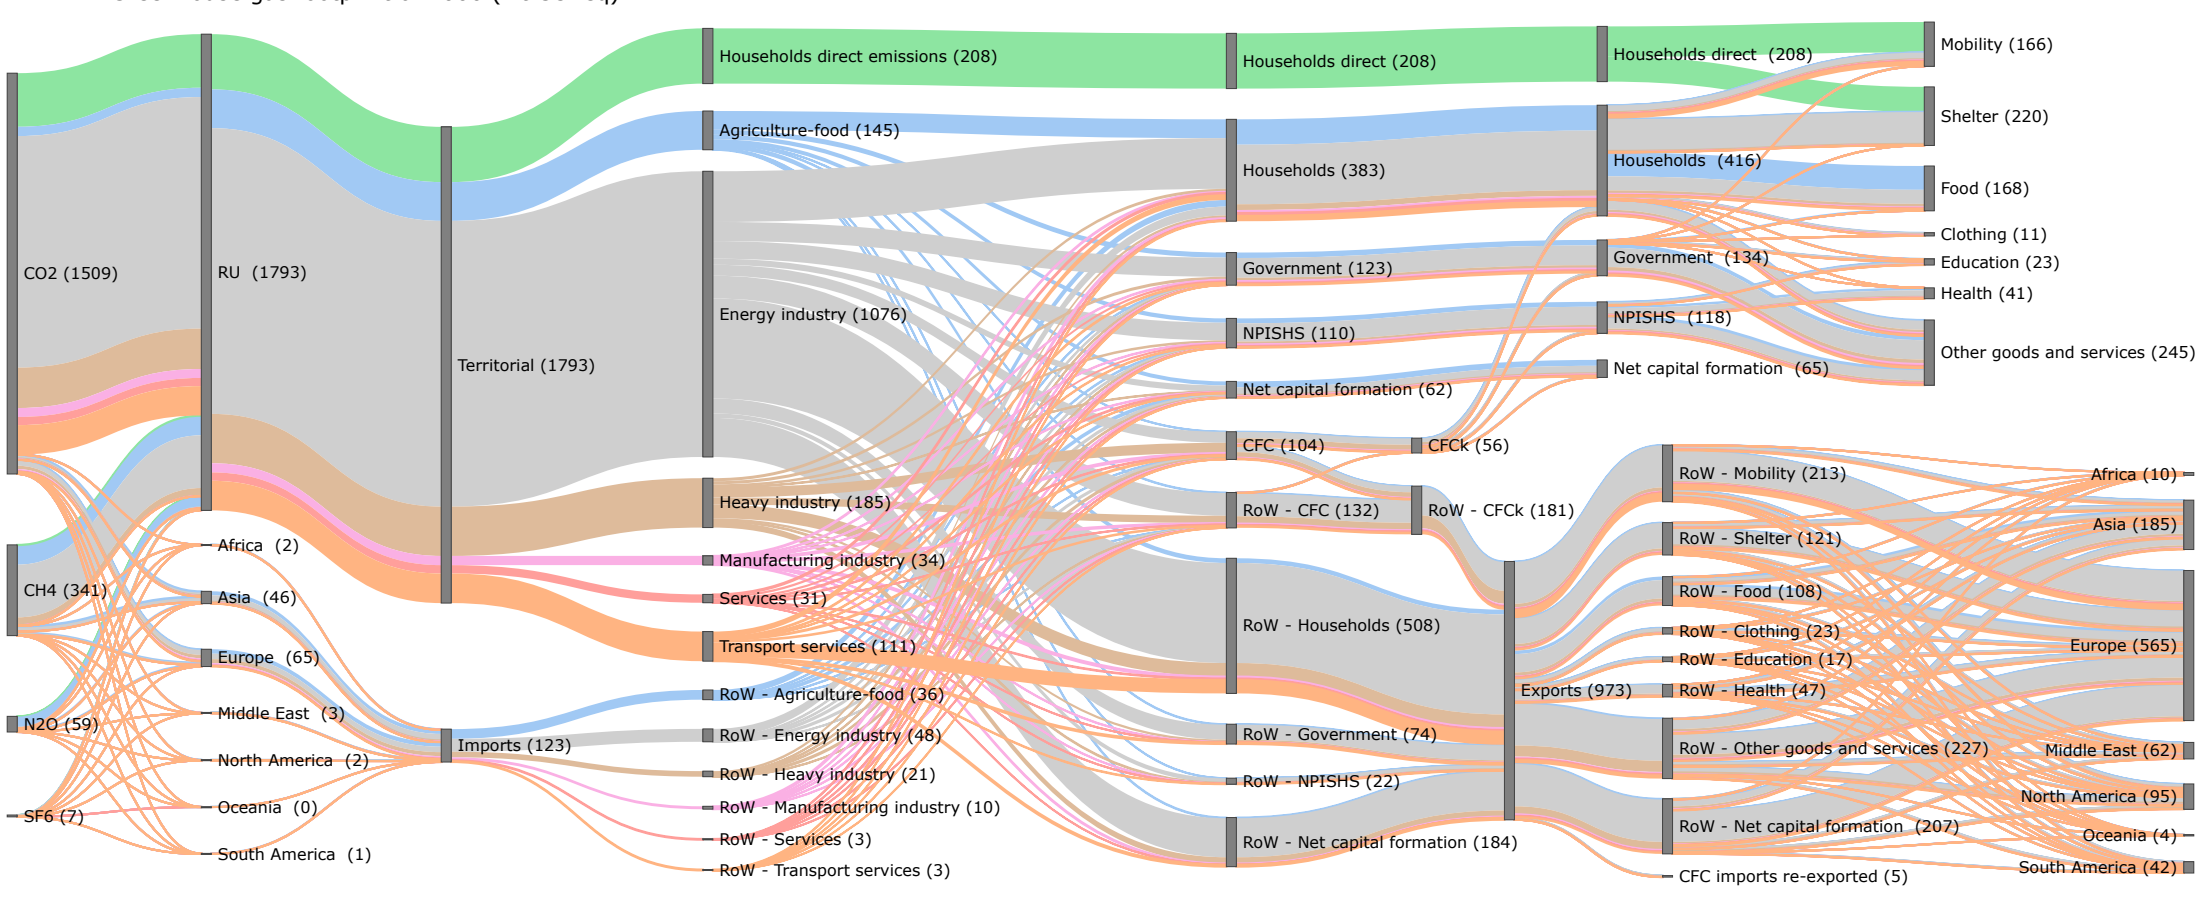 CO2 (1509)
CH4 (341)
N2O (59)
SF6 (7)
RU (1793)
Africa (2)
Asia (46)
Europe (65)
Middle East (3)
North America (2)
Oceania (0)
South America (1)
Territorial (1793)
Imports (123)
Households direct emissions (208)
Agriculture-food (145)
Energy industry (1076)
Heavy industry (185)
Manufacturing industry (34)
Services (31)
Transport services (111)
RoW - Agriculture-food (36)
RoW - Energy industry (48)
RoW - Heavy industry (21)
RoW - Manufacturing industry (10)
RoW - Services (3)
RoW - Transport services (3)
Households direct (208)
Households (383)
Government (123)
NPISHS (110)
Net capital formation (62)
CFC (104)
RoW - CFC (132)
RoW - Households (508)
RoW - Government (74)
RoW - NPISHS (22)
RoW - Net capital formation (184)
CFCk (56)
RoW - CFCk (181)
Exports (973)
Households direct (208)
Households (416)
Government (134)
NPISHS (118)
Net capital formation (65)
RoW - Mobility (213)
RoW - Shelter (121)
RoW - Food (108)
RoW - Clothing (23)
RoW - Education (17)
RoW - Health (47)
RoW - Other goods and services (227)
RoW - Net capital formation (207)
CFC imports re-exported (5)
Mobility (166)
Shelter (220)
Food (168)
Clothing (11)
Education (23)
Health (41)
Other goods and services (245)
Africa (10)
Asia (185)
Europe (565)
Middle East (62)
North America (95)
Oceania (4)
South America (42)